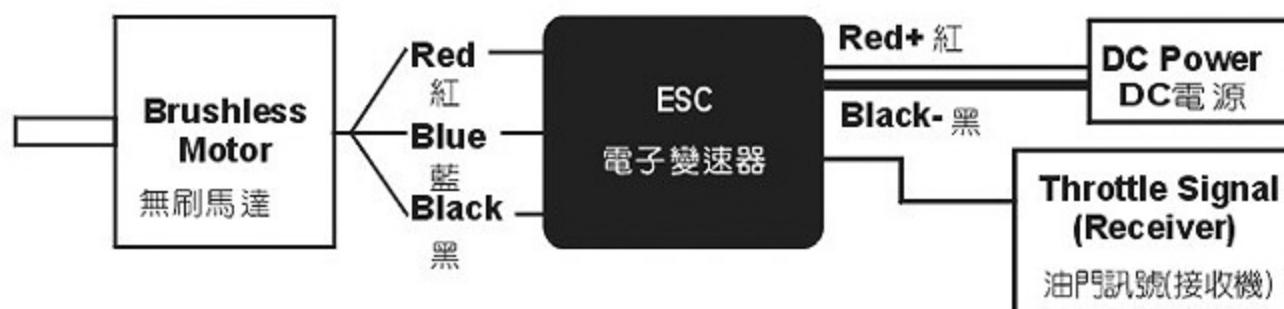 Brushless
Motor
無刷馬達
Red
紅
Blue
藍
Black
黑
ESC
電子變速器
Red+ 紅
Black- 黑
DC Power
DC電源
Throttle Signal
(Receiver)
油門訊號(接收機)